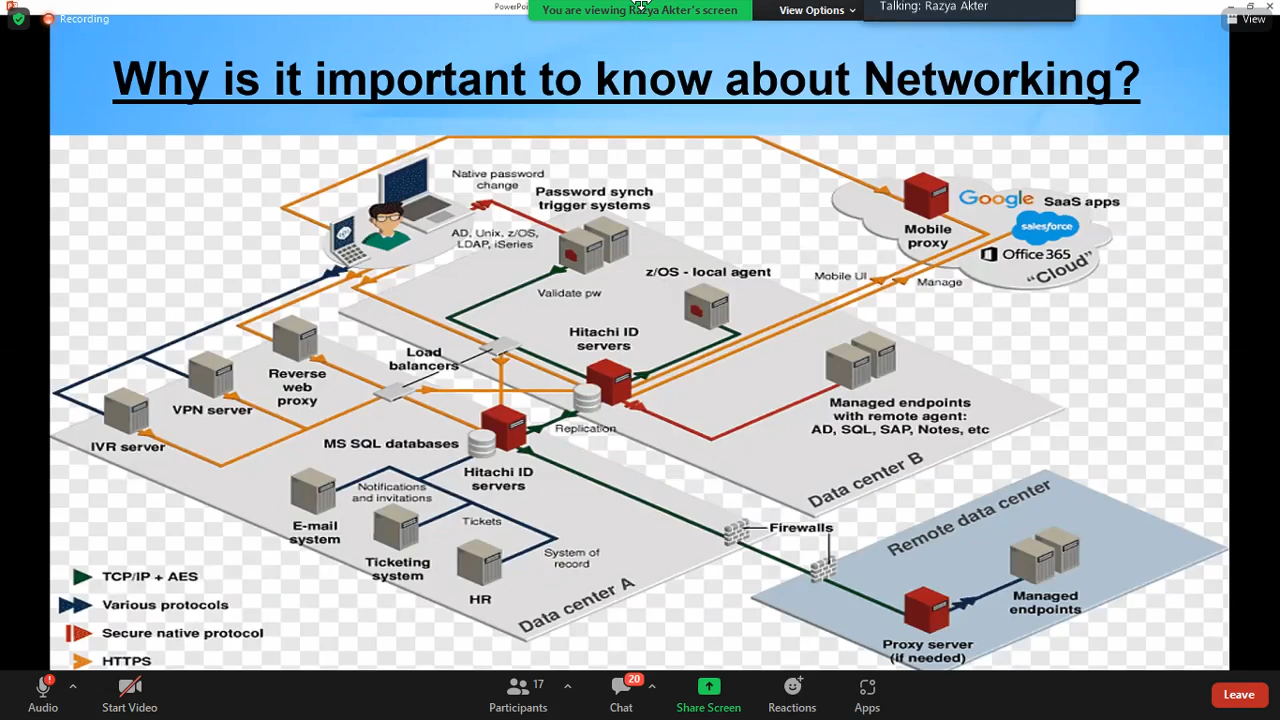 PowerPoi
You are viewing Razya Akter's screen
View Options
Talking: Razya Akter
Recording
View
Why is it important to know about Networking?
Native password
change
Password synch
trigger systems
AD, Unix, z/OS,
LDAP, iSeries
Validate pw
z/OS - local agent
Mobile
proxy
Google SaaS apps
salesforce
Office 365
"Cloud"
Mobile UI
Manage
Hitachi ID
servers
Load
balancers
Reverse
web
proxy
VPN server
IVR server
MS SQL databases
Replication
Hitachi ID
servers
Managed endpoints
with remote agent:
AD, SQL, SAP, Notes, etc
Data center B
Notifications
and invitations
E-mail
system
Tickets
Ticketing
system
System of
record
HR
Data center A
Firewalls
Remote data center
Managed
endpoints
Proxy server
(if needed)
TCP/IP + AES
Various protocols
Secure native protocol
HTTPS
Audio
Start Video
17
Participants
20
Chat
Share Screen
Reactions
Apps
Leave